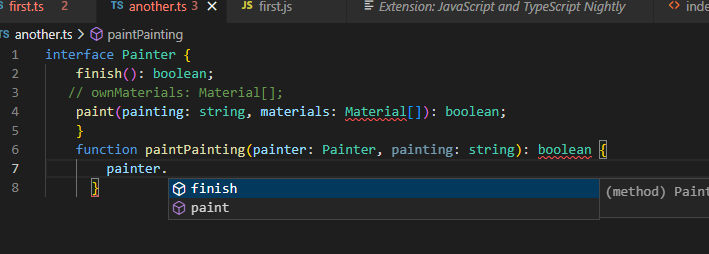 first.ts 2 TS another.ts 3 JS first.js Extension: JavaScript and TypeScript Nightly <> inde
TS another.ts > paintPainting
1 interface Painter {
2 finish(): boolean;
3 // ownMaterials: Material[];
4 paint(painting: string, materials: Material[]): boolean;
5 }
6 function paintPainting(painter: Painter, painting: string): boolean {
7 painter.
8 }
finish
(method) Paint
paint